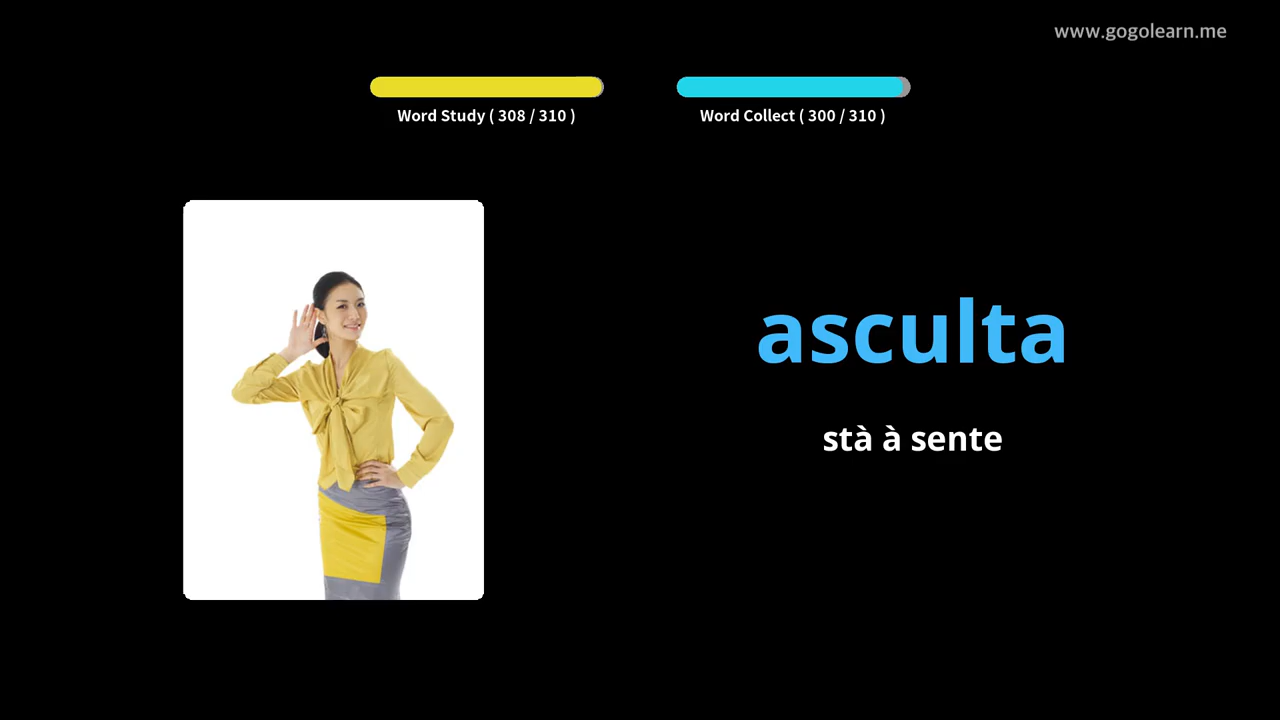 www.gogolearn.me
Word Study ( 308 / 310 )
Word Collect ( 300 / 310 )
asculta
stà à sente